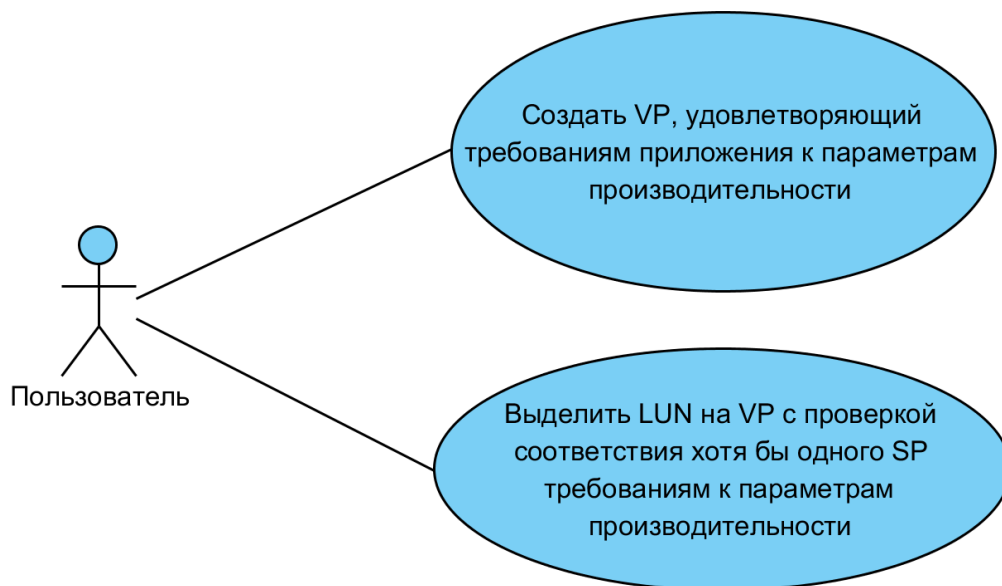 Создать VP, удовлетворяющий
требованиям приложения к параметрам
производительности
Пользователь
Выделить LUN на VP с проверкой
соответствия хотя бы одного SP
требованиям к параметрам
производительности